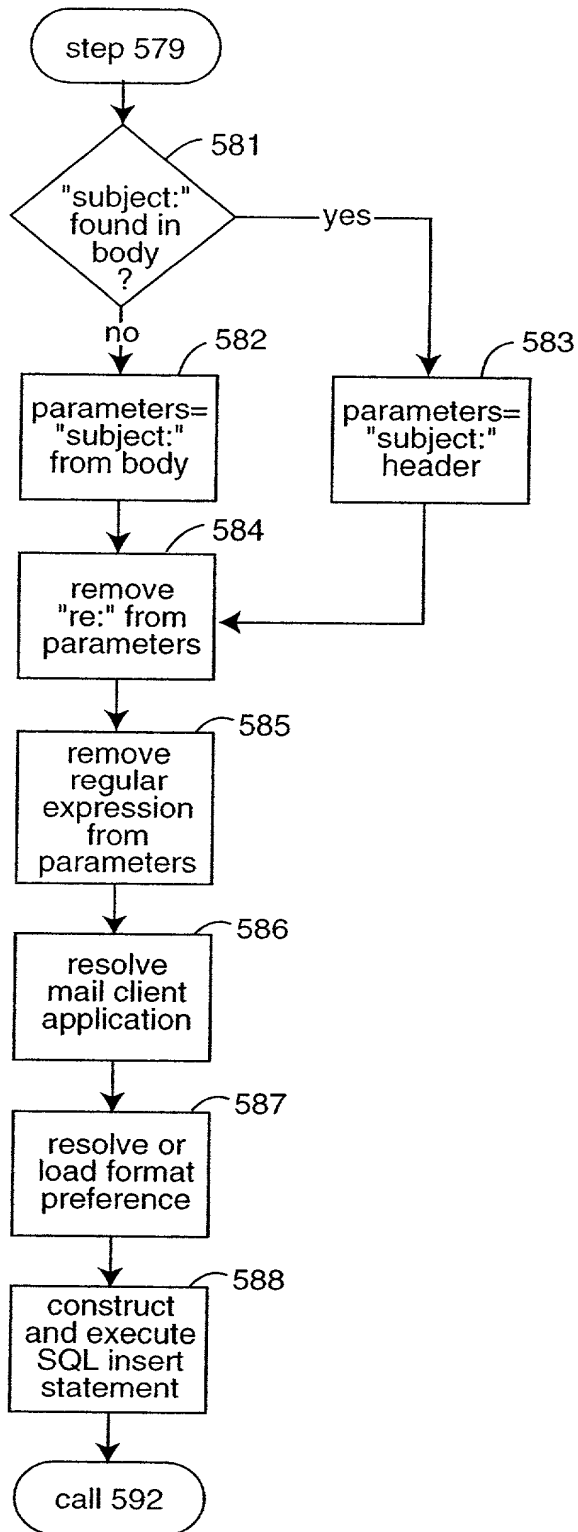 step 579
581
"subject:"
found in
body
?
yes
no
582
583
parameters=
"subject:"
from body
parameters=
"subject:"
header
584
remove
"re:" from
parameters
585
remove
regular
expression
from
parameters
586
resolve
mail client
application
587
resolve or
load format
preference
588
construct
and execute
SQL insert
statement
call 592